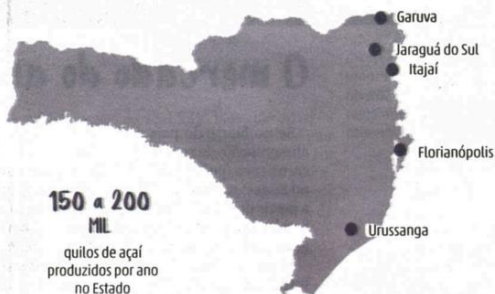 Garuva
Jaraguá do Sul
Itajaí
Florianópolis
Urussanga
150 a 200
MIL
quilos de açaí
produzidos por ano
no Estado